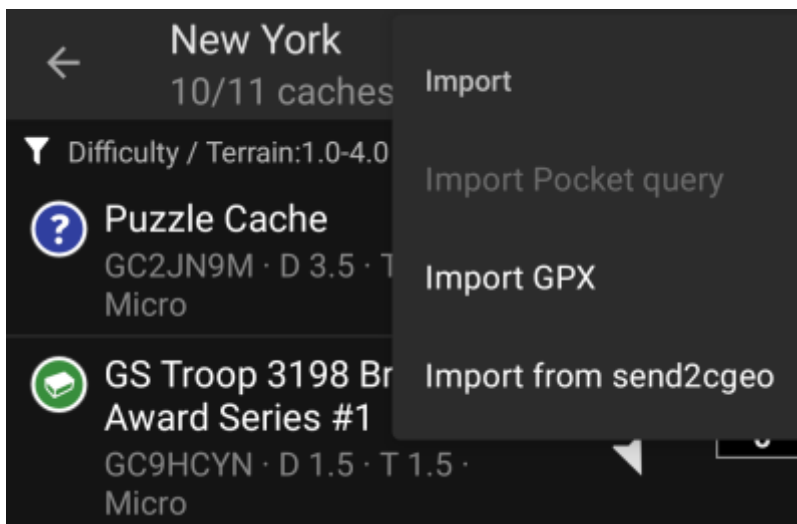 New York
10/11 caches
Difficulty / Terrain:1.0-4.0
?
Puzzle Cache
GC2JN9M · D 3.5 · T
Micro
GS Troop 3198 Br
Award Series #1
GC9HCYN · D 1.5 · T 1.5 ·
Micro
Import
Import Pocket query
Import GPX
Import from send2cgeo